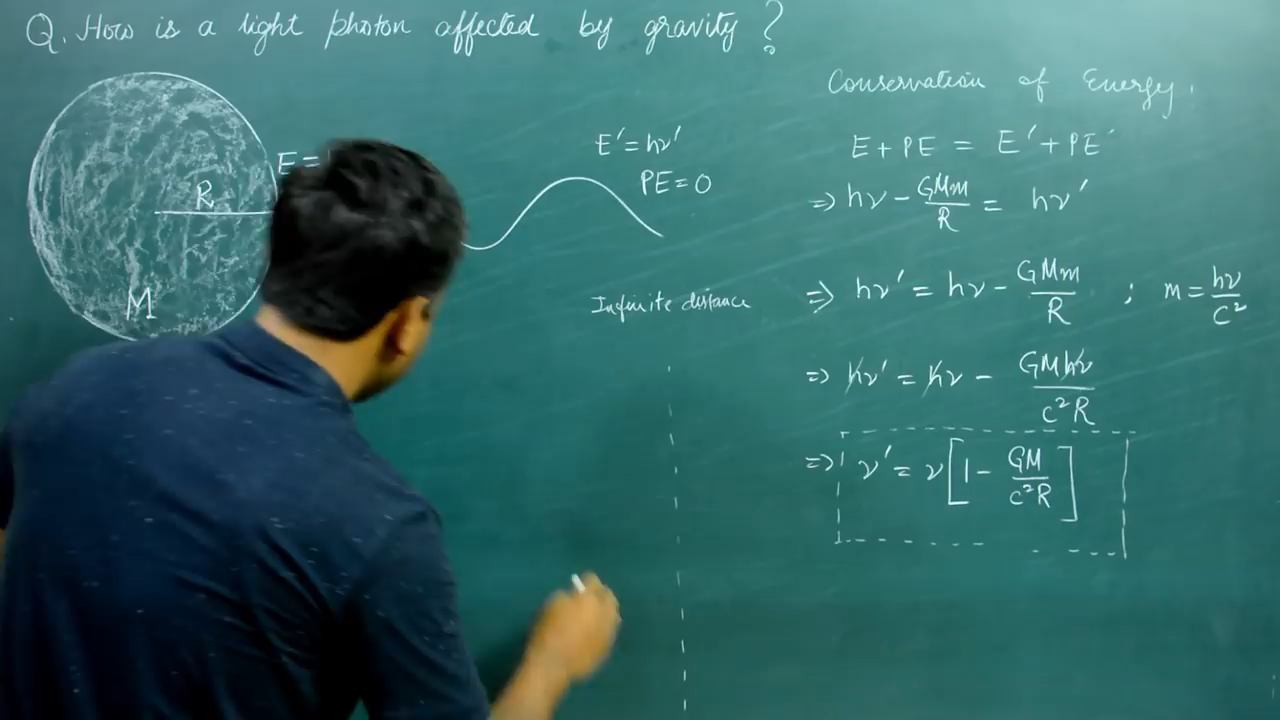 Q. How is a light photon affected by gravity ?
R
M
E =
E′ = hν′
PE = 0
Infinite distance
Conservation of Energy.
E + PE = E′ + PE′
⇒ hν - GMm/R = hν′
⇒ hν′ = hν - GMm/R ; m = hν/c²
⇒ hν′ = hν - GMhν/c²R
⇒ ν′ = ν[1 - GM/c²R]